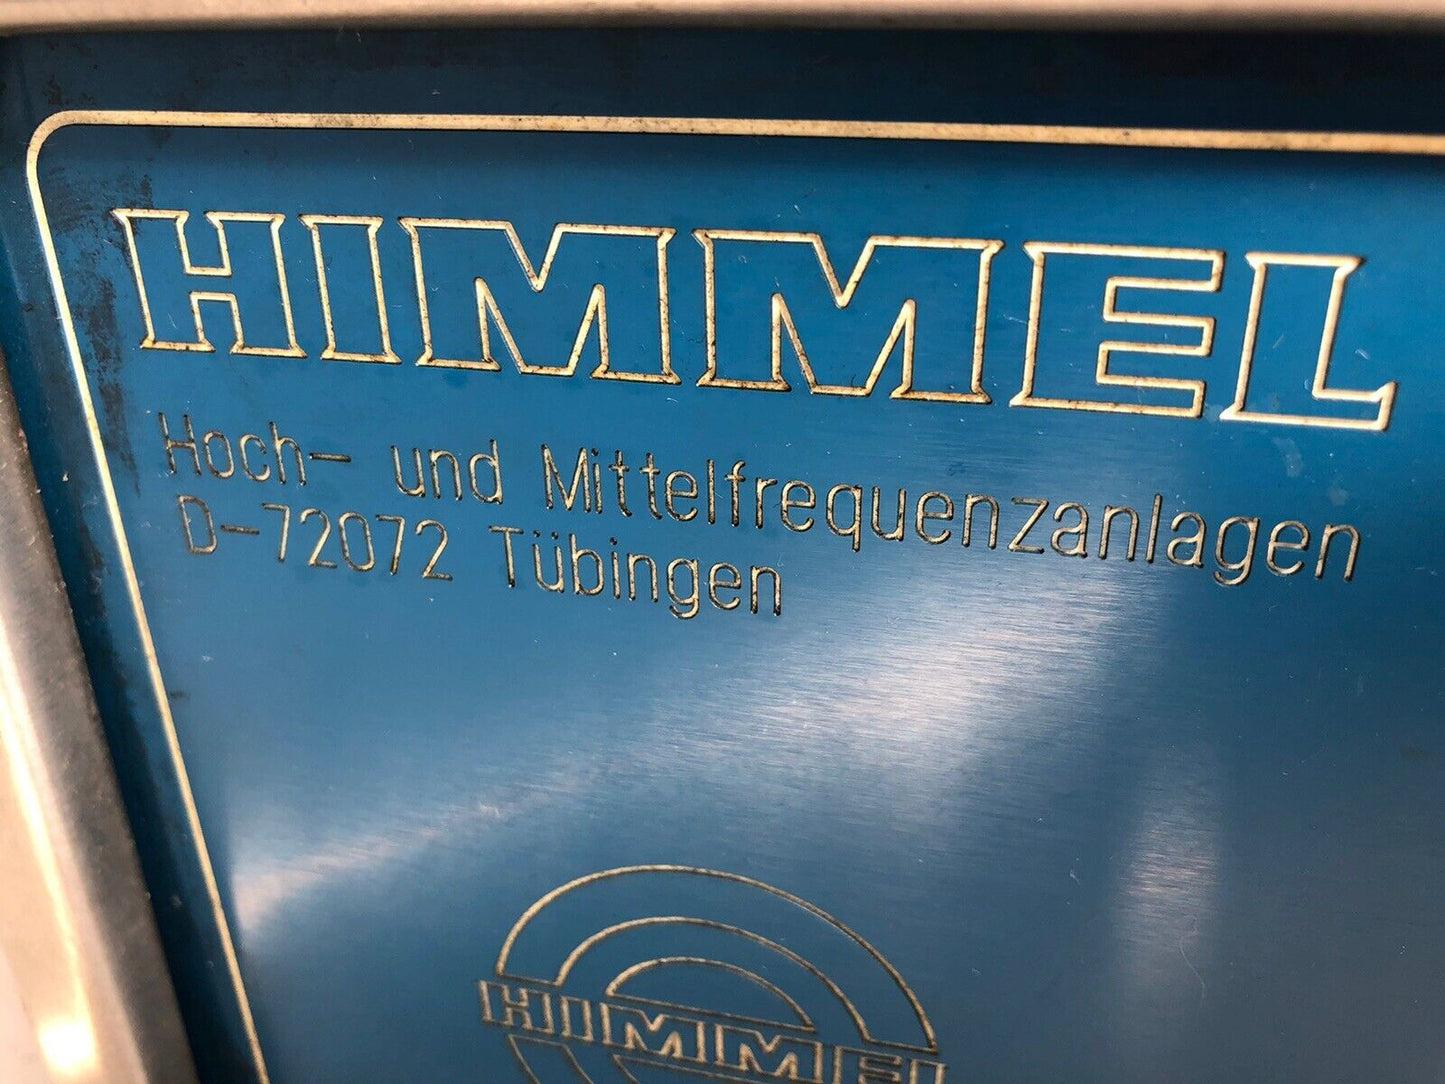 HIMMEL
Hoch- und Mittelfrequenzanlagen
D-72072 Tübingen
HIMMEL